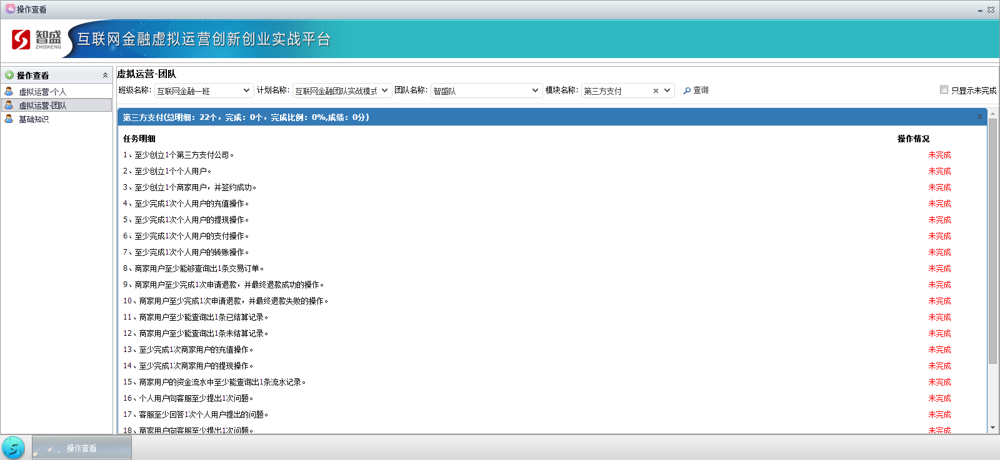 操作查看
智盛
ZHISHENG
互联网金融虚拟运营创新创业实战平台
操作查看
虚拟运营-个人
虚拟运营-团队
基础知识
虚拟运营-团队
班级名称: 互联网金融一班 计划名称: 互联网金融团队实战模式 团队名称: 智盛队 模块名称: 第三方支付 查询 只显示未完成
第三方支付(总明细：22个，完成：0个，完成比例：0%,成绩：0分)
任务明细 操作情况
1、至少创立1个第三方支付公司。 未完成
2、至少创立1个个人用户。 未完成
3、至少创立1个商家用户，并签约成功。 未完成
4、至少完成1次个人用户的充值操作。 未完成
5、至少完成1次个人用户的提现操作。 未完成
6、至少完成1次个人用户的支付操作。 未完成
7、至少完成1次个人用户的转账操作。 未完成
8、商家用户至少能够查询出1条交易订单。 未完成
9、商家用户至少完成1次申请退款，并最终退款成功的操作。 未完成
10、商家用户至少完成1次申请退款，并最终退款失败的操作。 未完成
11、商家用户至少能查询出1条已结算记录。 未完成
12、商家用户至少能查询出1条未结算记录。 未完成
13、至少完成1次商家用户的充值操作。 未完成
14、至少完成1次商家用户的提现操作。 未完成
15、商家用户的资金流水中至少能查询出1条流水记录。 未完成
16、个人用户向客服至少提出1次问题。 未完成
17、客服至少回答1次个人用户提出的问题。 未完成
18、商家用户向客服至少提出1次问题。 未完成
操作查看